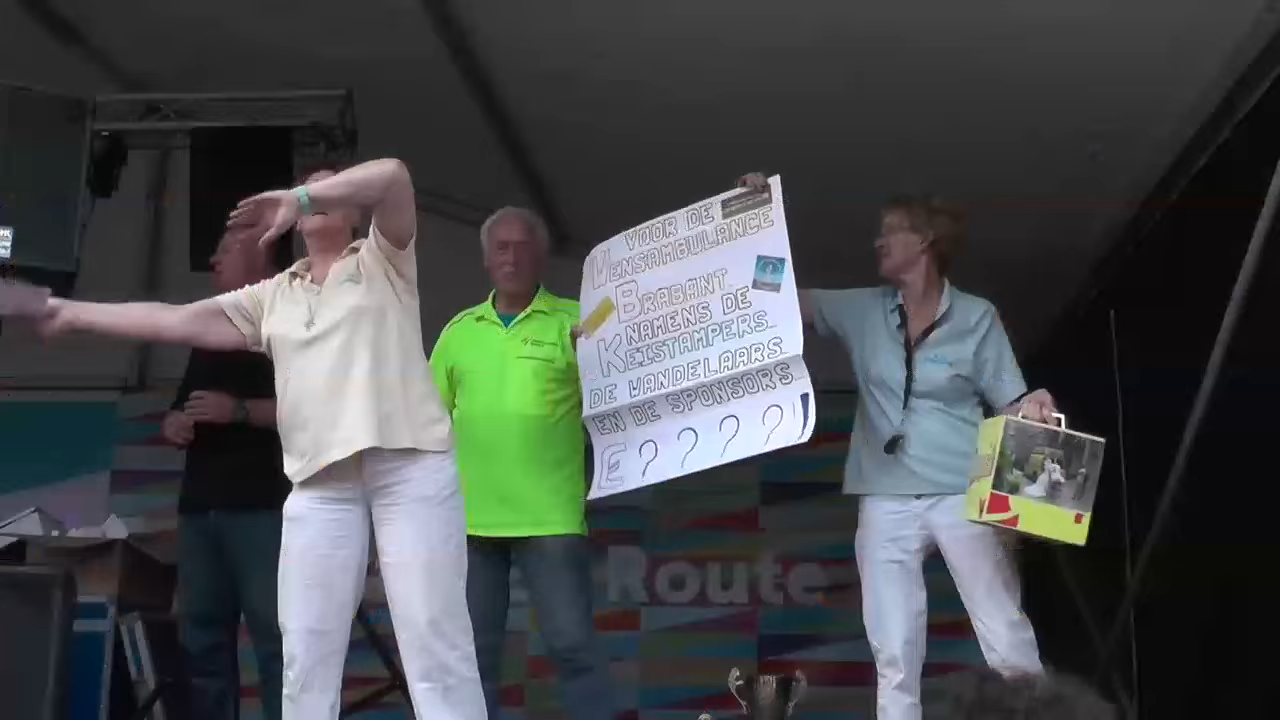 VOOR DE
WENSAMBULANCE
BRABANT
NAMENS DE
KEISTAMPERS
DE WANDELAARS
EN DE SPONSORS
E ? ? ? ?
Route